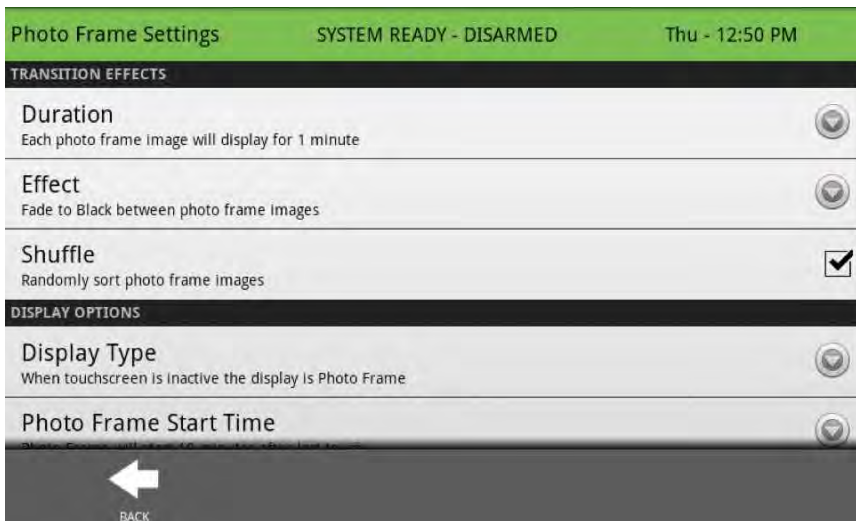 Photo Frame Settings SYSTEM READY - DISARMED Thu - 12:50 PM
TRANSITION EFFECTS
Duration
Each photo frame image will display for 1 minute
Effect
Fade to Black between photo frame images
Shuffle
Randomly sort photo frame images
DISPLAY OPTIONS
Display Type
When touchscreen is inactive the display is Photo Frame
Photo Frame Start Time
BACK